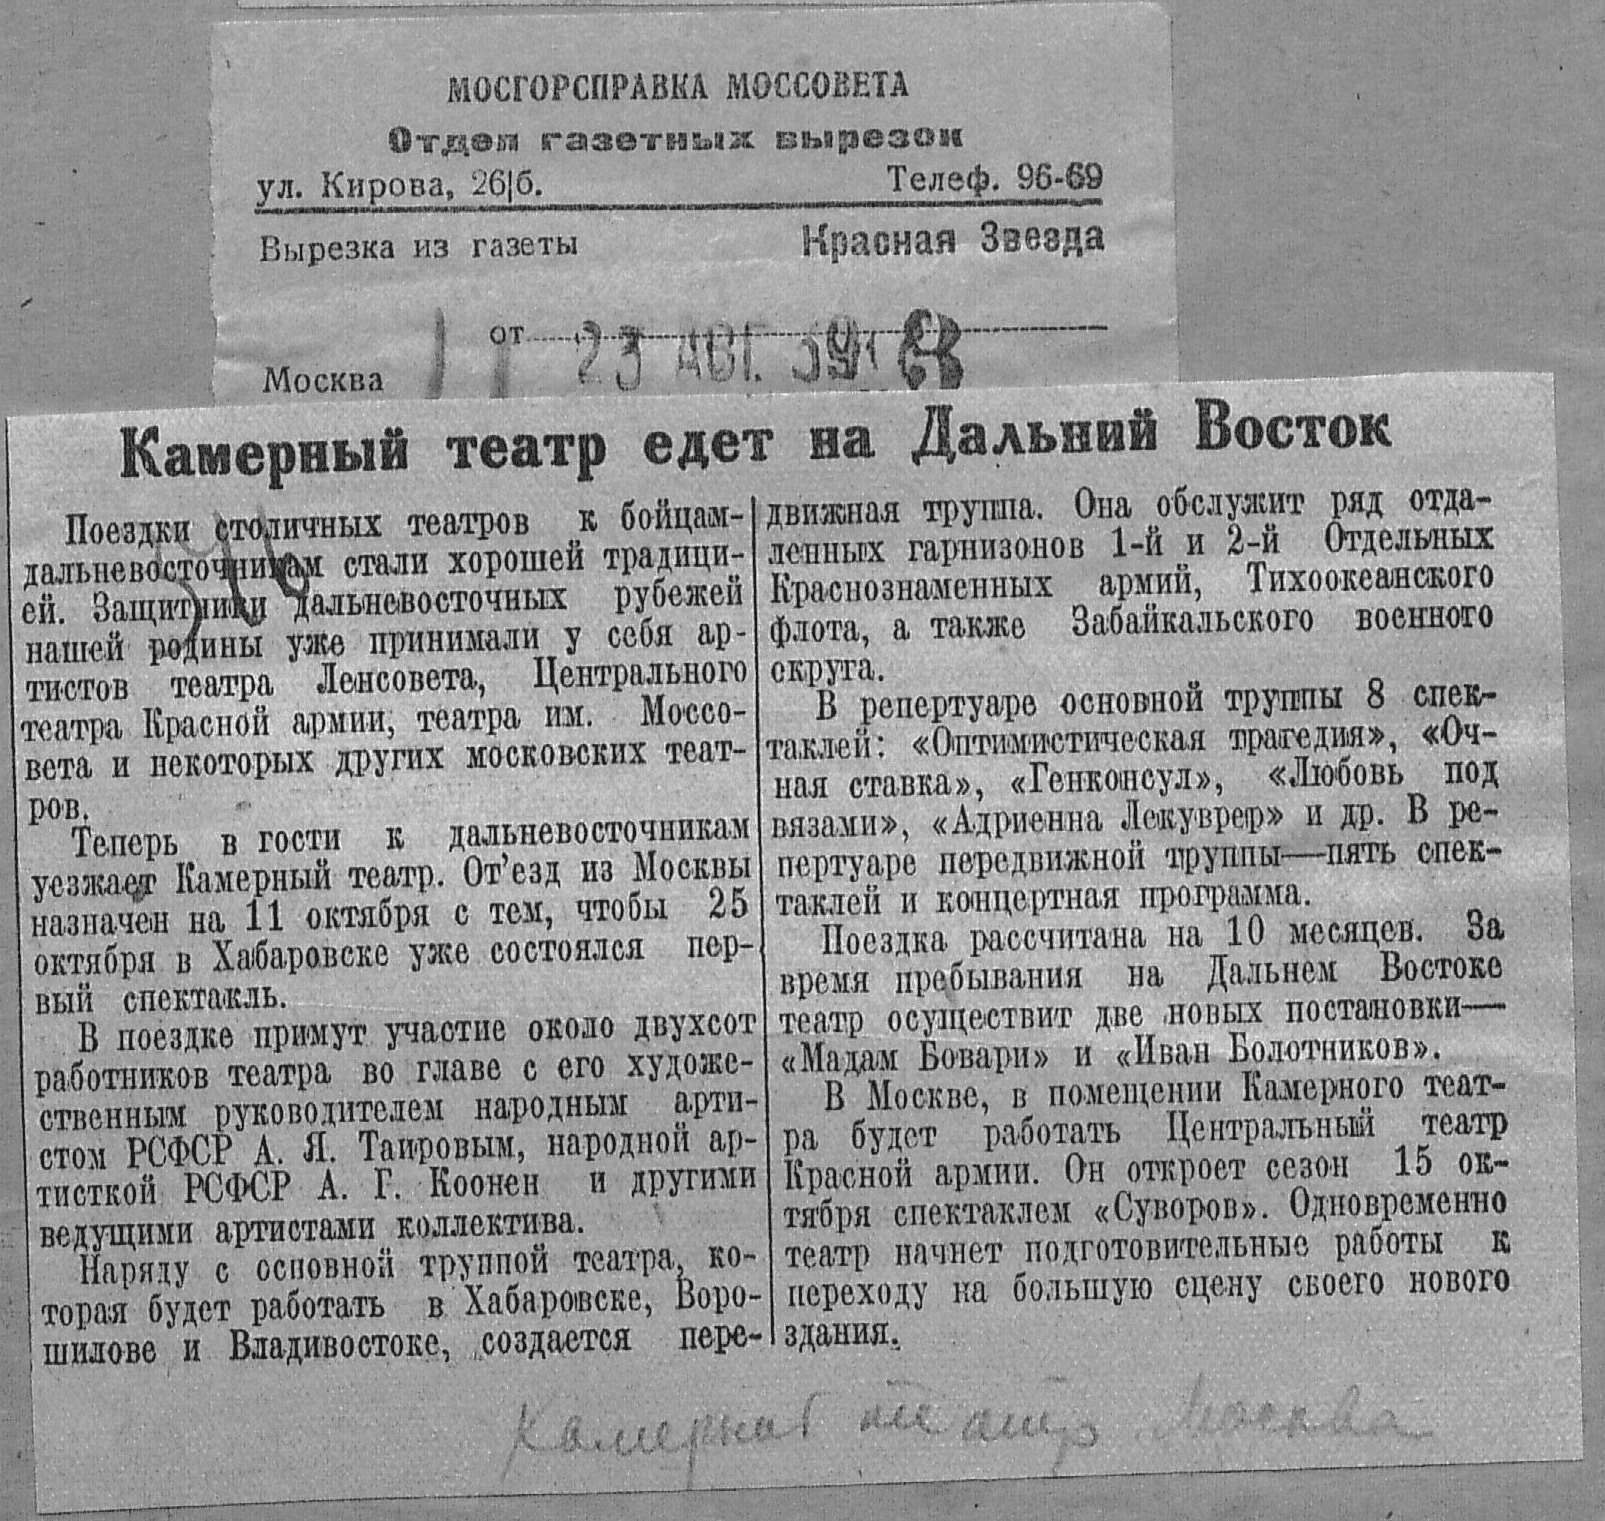 МОСГОРСПРАВКА МОССОВЕТА
Отдел газетных вырезок
ул. Кирова, 26|б.
Телеф. 96-69
Вырезка из газеты
Красная Звезда
от
23 АВГ. 39
Москва
Камерный театр едет на Дальний Восток
Поездки столичных театров к бойцам-
дальневосточникам стали хорошей традици-
ей. Защитники дальневосточных рубежей
нашей родины уже принимали у себя ар-
тистов театра Ленсовета, Центрального
театра Красной армии, театра им. Моссо-
вета и некоторых других московских теат-
ров.
Теперь в гости к дальневосточникам
уезжает Камерный театр. От'езд из Москвы
назначен на 11 октября с тем, чтобы 25
октября в Хабаровске уже состоялся пер-
вый спектакль.
В поездке примут участие около двухсот
работников театра во главе с его художе-
ственным руководителем народным арти-
стом РСФСР А. Я. Таировым, народной ар-
тисткой РСФСР А. Г. Коонен и другими
ведущими артистами коллектива.
Наряду с основной труппой театра, ко-
торая будет работать в Хабаровске, Воро-
шилове и Владивостоке, создается пере-
движная труппа. Она обслужит ряд отда-
ленных гарнизонов 1-й и 2-й Отдельных
Краснознаменных армий, Тихоокеанского
флота, а также Забайкальского военного
округа.
В репертуаре основной труппы 8 спек-
таклей: «Оптимистическая трагедия», «Оч-
ная ставка», «Генконсул», «Любовь под
вязами», «Адриенна Лекуврер» и др. В ре-
пертуаре передвижной труппы—пять спек-
таклей и концертная программа.
Поездка рассчитана на 10 месяцев. За
время пребывания на Дальнем Востоке
театр осуществит две новых постановки—
«Мадам Бовари» и «Иван Болотников».
В Москве, в помещении Камерного теат-
ра будет работать Центральный театр
Красной армии. Он откроет сезон 15 ок-
тября спектаклем «Суворов». Одновременно
театр начнет подготовительные работы к
переходу на большую сцену своего нового
здания.
театр Москва